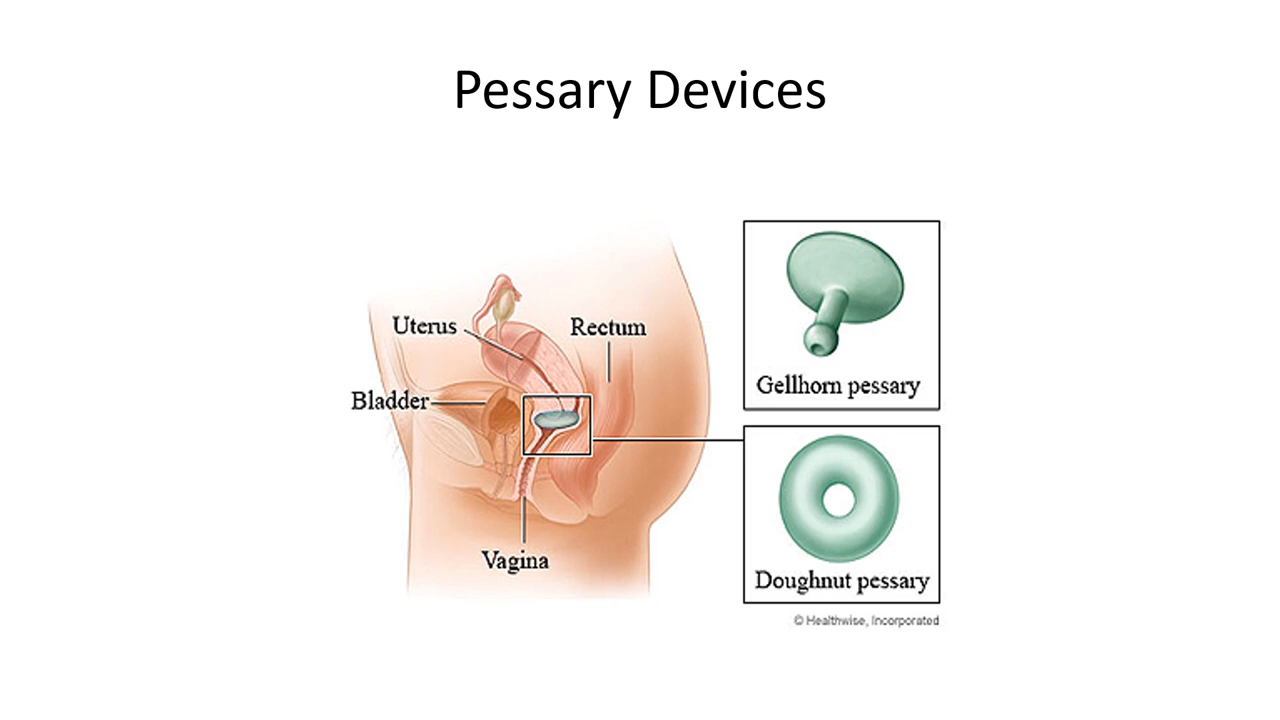 Pessary Devices
Uterus
Rectum
Bladder
Vagina
Gellhorn pessary
Doughnut pessary
© Healthwise, Incorporated